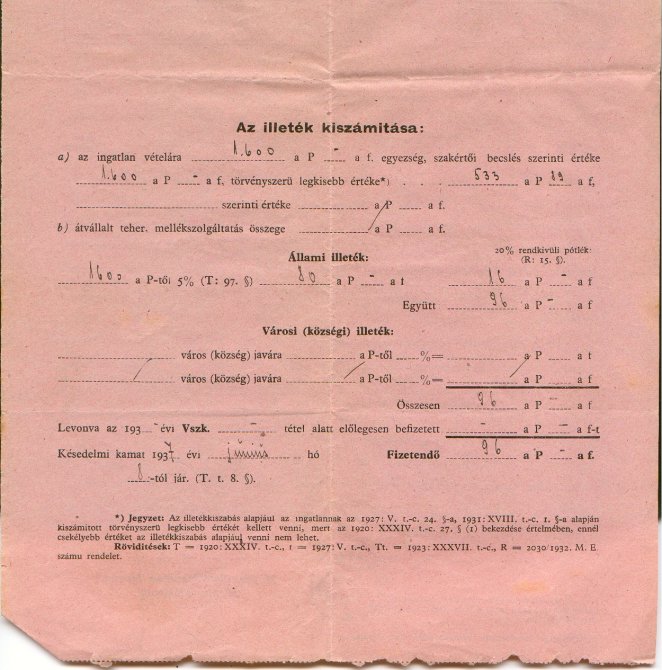 Az illeték kiszámitása:
a) az ingatlan vételára 1.600 a P - a f, egyezség, szakértői becslés szerinti értéke
1.600 a P - a f, törvényszerű legkisebb értéke*) . . 533 a P 89 a f,
szerinti értéke a P a f.
b) átvállalt teher. mellékszolgáltatás összege a P a f.
Állami illeték:
20% rendkivüli pótlék:
(R: 15. §).
1600 a P-től 5% (T: 97. §) 80 a P - a f
16 a P - a f
Együtt 96 a P - a f
Városi (községi) illeték:
város (község) javára a P-től %= a P a f
város (község) javára a P-től %= a P a f
Összesen 96 a P - a f
Levonva az 193 - évi Vszk. - tétel alatt előlegesen befizetett - a P - a f-t
Késedelmi kamat 1937 évi június hó
Fizetendő 96 a P - a f.
1-től jár. (T. t. 8. §).
*) Jegyzet: Az illetékkiszabás alapjául az ingatlannak az 1927: V. t.-c. 24. §-a, 1931: XVIII. t.-c. 1. §-a alapján
kiszámitott törvényszerű legkisebb értékét kellett venni, mert az 1920: XXXIV. t.-c. 27. § (1) bekezdése értelmében, ennél
csekélyebb értéket az illetékkiszabás alapjául venni nem lehet.
Röviditések: T = 1920: XXXIV. t.-c., t = 1927: V. t.-c., Tt. = 1923: XXXVII. t.-c., R = 2030/1932. M. E
számu rendelet.